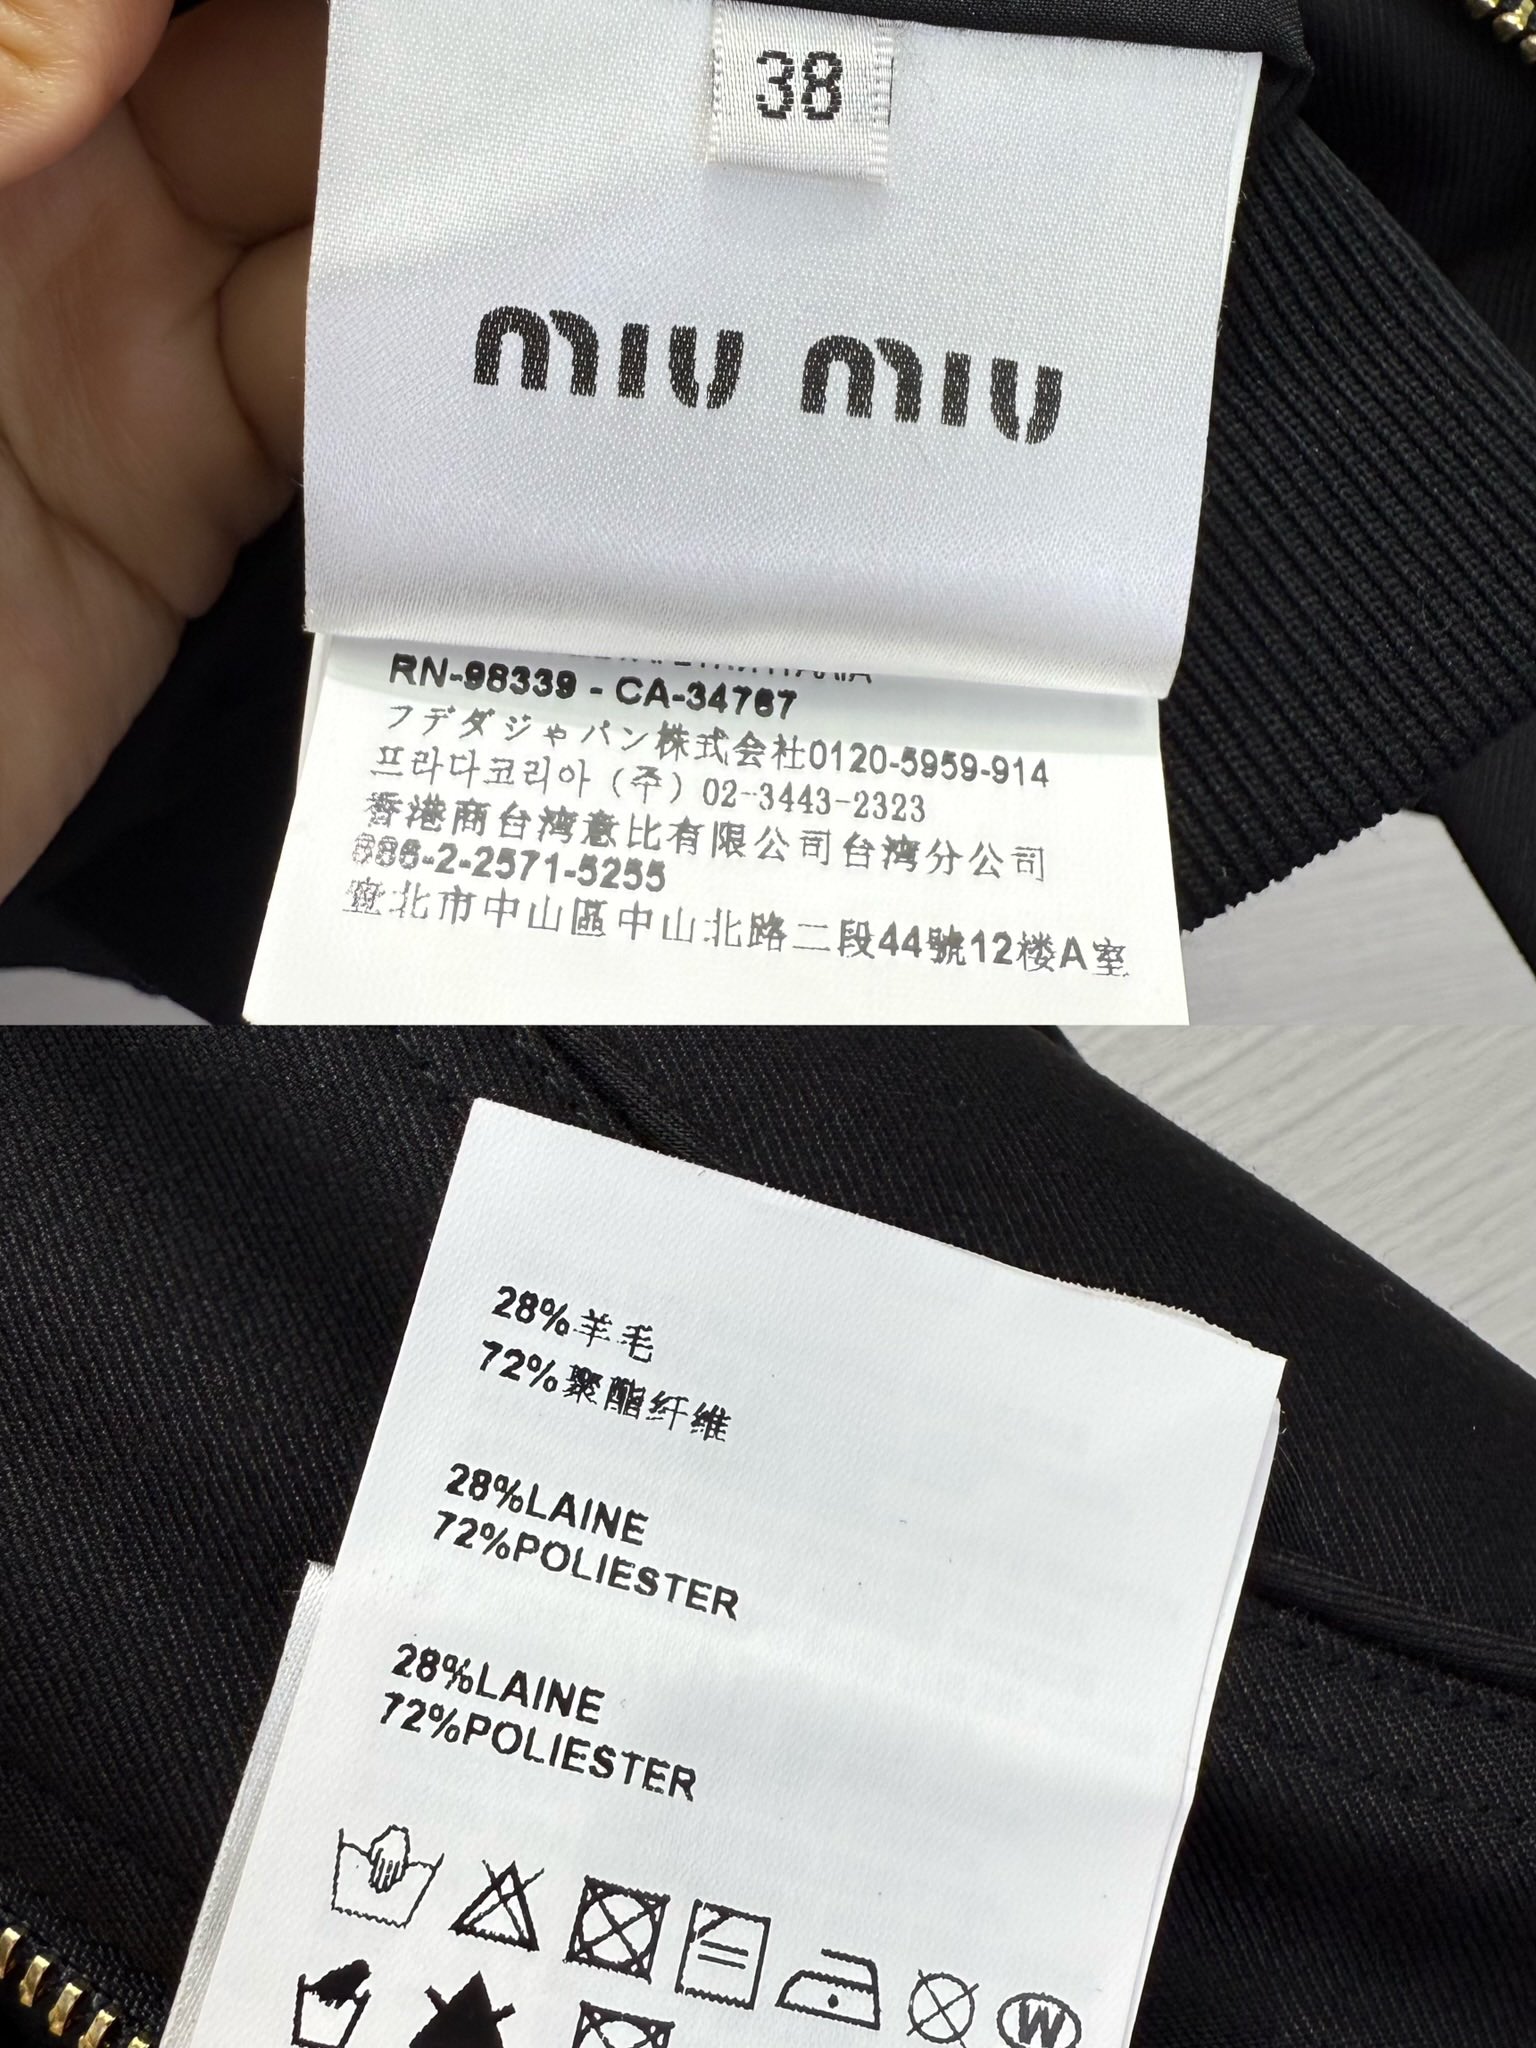 38
miu miu
RN-98339 - CA-34767
フデダジャパン株式会社0120-5959-914
프라다코리아 (주) 02-3443-2323
香港商台湾意比有限公司台湾分公司
886-2-2571-5255
臺北市中山區中山北路二段44號12楼A室
28%羊毛
72%聚酯纤维
28%LAINE
72%POLIESTER
28%LAINE
72%POLIESTER
W